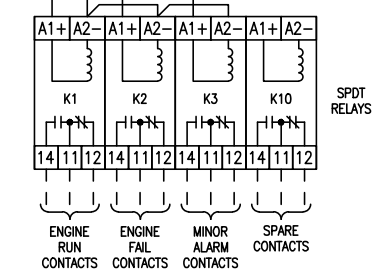 A1+ A2- A1+ A2- A1+ A2- A1+ A2-
K1 K2 K3 K10
SPDT
RELAYS
14 11 12 14 11 12 14 11 12 14 11 12
ENGINE
RUN
CONTACTS
ENGINE
FAIL
CONTACTS
MINOR
ALARM
CONTACTS
SPARE
CONTACTS